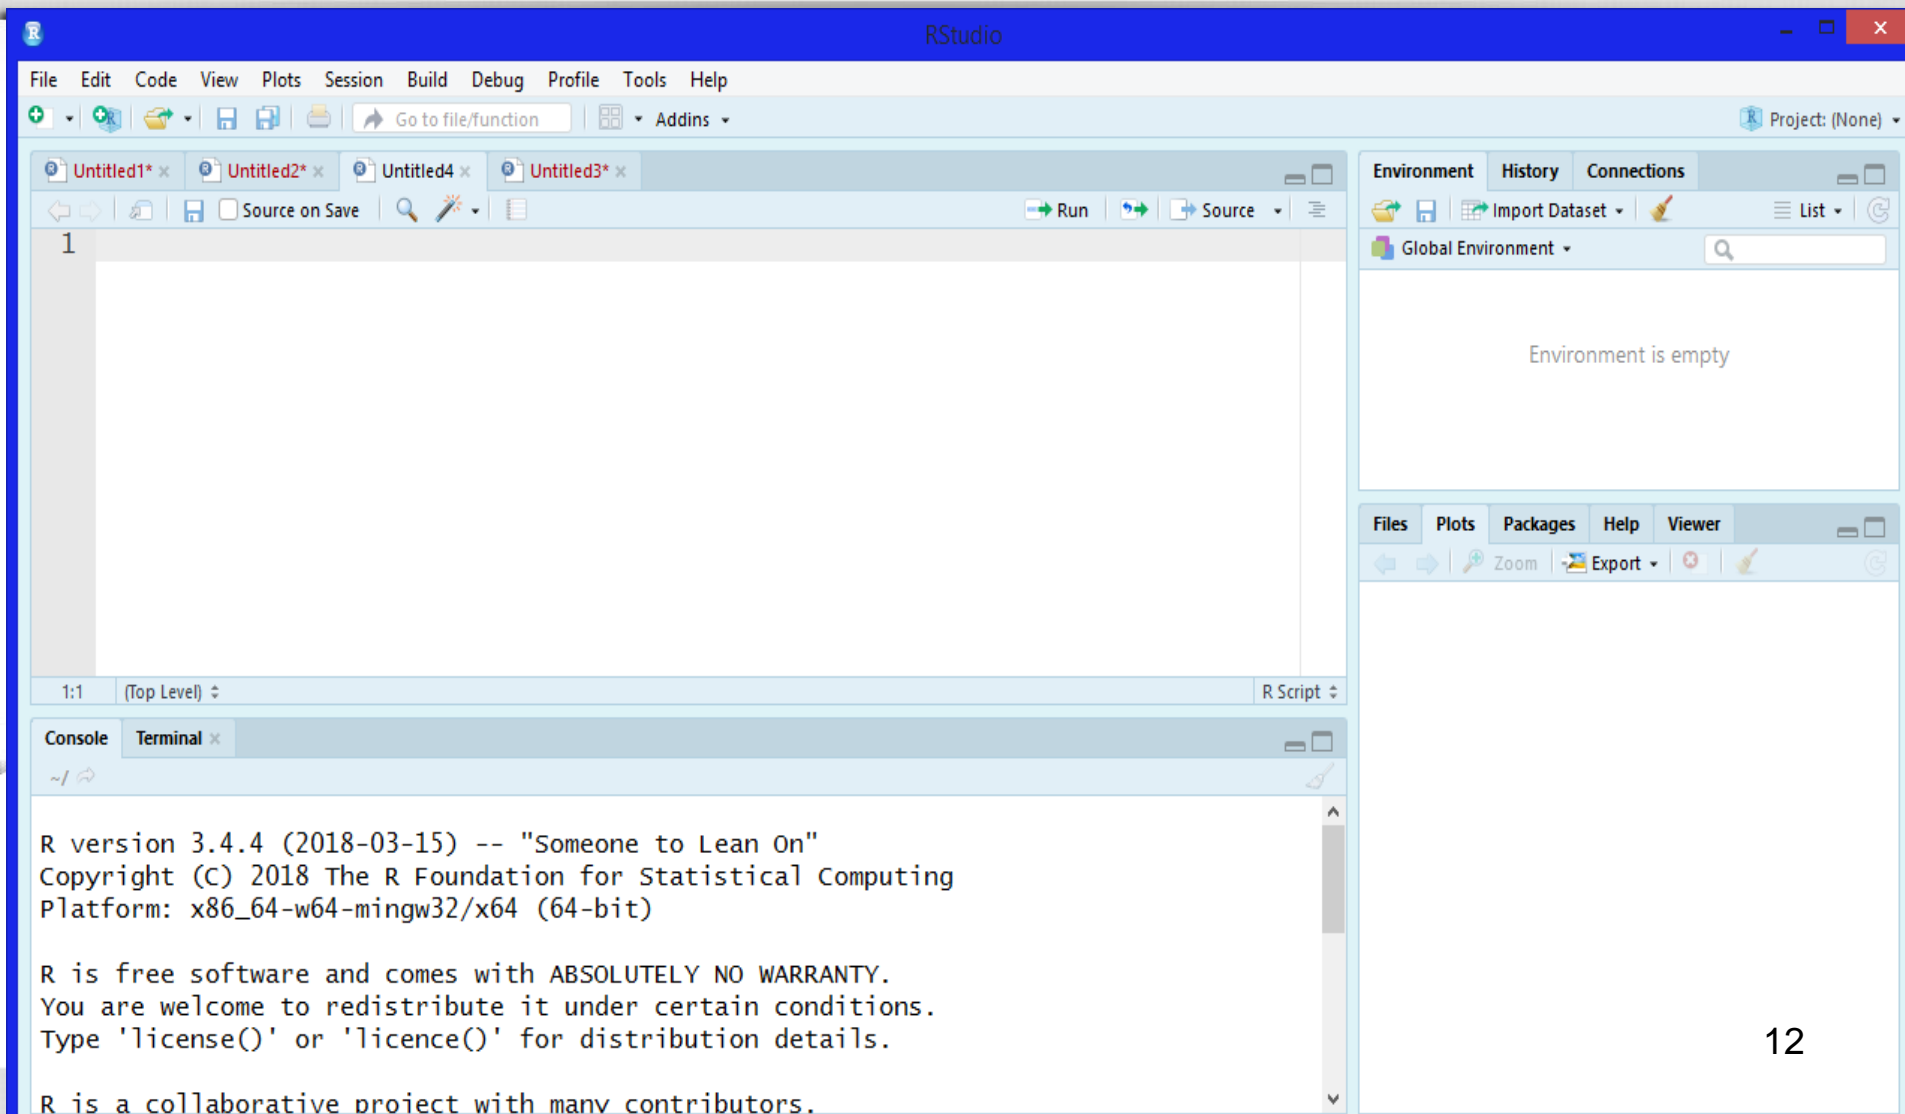 RStudio
File Edit Code View Plots Session Build Debug Profile Tools Help
Go to file/function Addins Project: (None)
Untitled1* Untitled2* Untitled4 Untitled3*
Source on Save Run Source
1
1:1 (Top Level) R Script
Console Terminal
~/
R version 3.4.4 (2018-03-15) -- "Someone to Lean On"
Copyright (C) 2018 The R Foundation for Statistical Computing
Platform: x86_64-w64-mingw32/x64 (64-bit)
R is free software and comes with ABSOLUTELY NO WARRANTY.
You are welcome to redistribute it under certain conditions.
Type 'license()' or 'licence()' for distribution details.
R is a collaborative project with many contributors.
Environment History Connections
Import Dataset List
Global Environment
Environment is empty
Files Plots Packages Help Viewer
Zoom Export
12